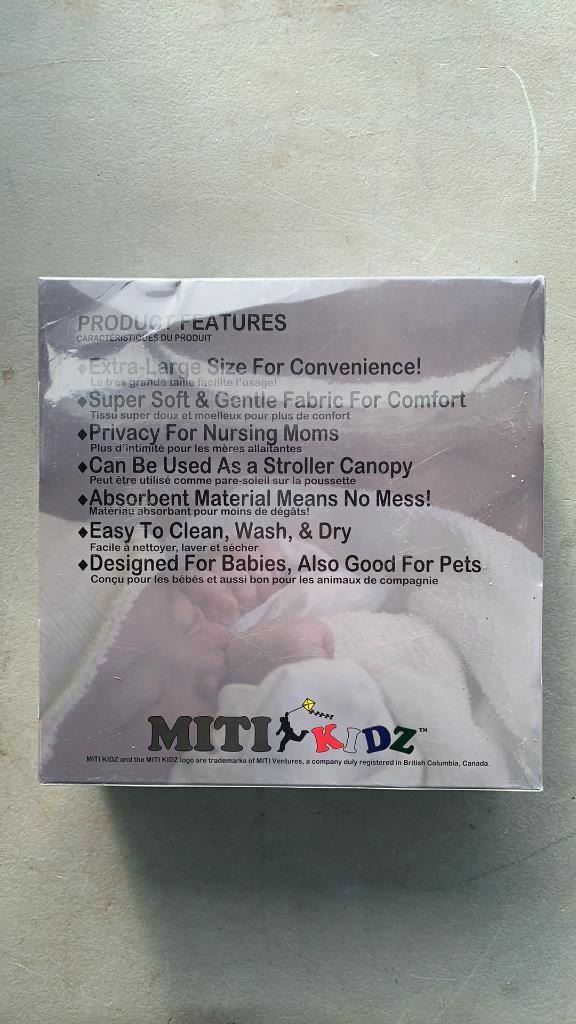 PRODUCT FEATURES
CARACTÉRISTIQUES DU PRODUIT
♦Extra-Large Size For Convenience!
La très grande taille facilite l'usage!
♦Super Soft & Gentle Fabric For Comfort
Tissu super doux et moelleux pour plus de confort
♦Privacy For Nursing Moms
Plus d'intimité pour les mères allaitantes
♦Can Be Used As a Stroller Canopy
Peut être utilisé comme pare-soleil sur la poussette
♦Absorbent Material Means No Mess!
Matériau absorbant pour moins de dégâts!
♦Easy To Clean, Wash, & Dry
Facile à nettoyer, laver et sécher
♦Designed For Babies, Also Good For Pets
Conçu pour les bébés et aussi bon pour les animaux de compagnie
MITI KIDZ™
MITI KIDZ and the MITI KIDZ logo are trademarks of MITI Ventures, a company duly registered in British Columbia, Canada.